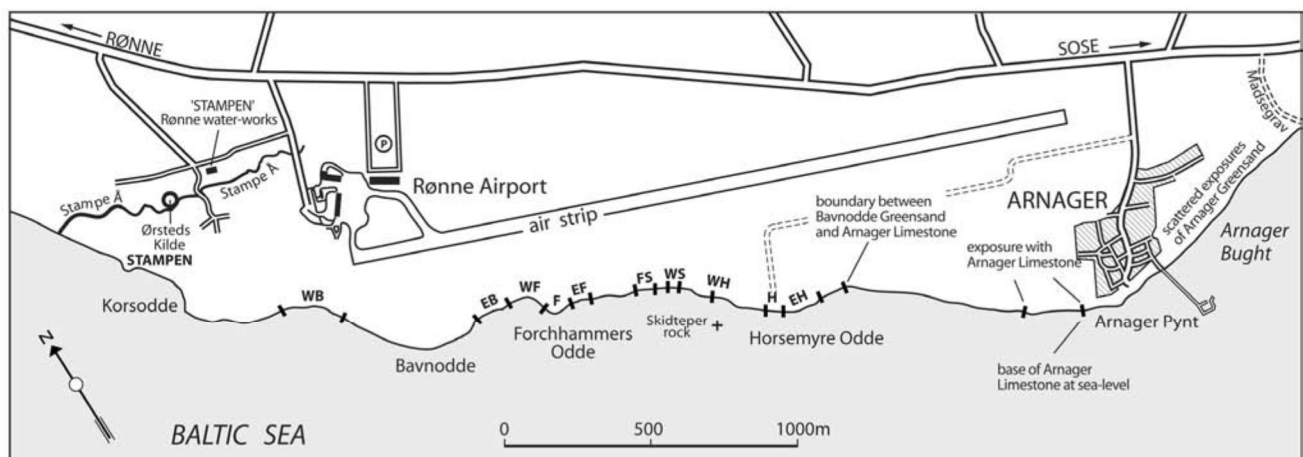 RØNNE
SOSE
'STAMPEN'
Rønne water-works
Madsegrav
P
Stampe Å
Stampe Å
Rønne Airport
air strip
ARNAGER
scattered exposures
of Arnager Greensand
boundary between
Bavnodde Greensand
and Arnager Limestone
exposure with
Arnager Limestone
Arnager
Bught
Ørsteds
Kilde
STAMPEN
Korsodde
WB
EB
WF
F
EF
FS
WS
WH
H
EH
Skidteper
rock
Bavnodde
Forchhammers
Odde
Horsemyre Odde
Arnager Pynt
base of Arnager
Limestone at sea-level
N
BALTIC SEA
0
500
1000m